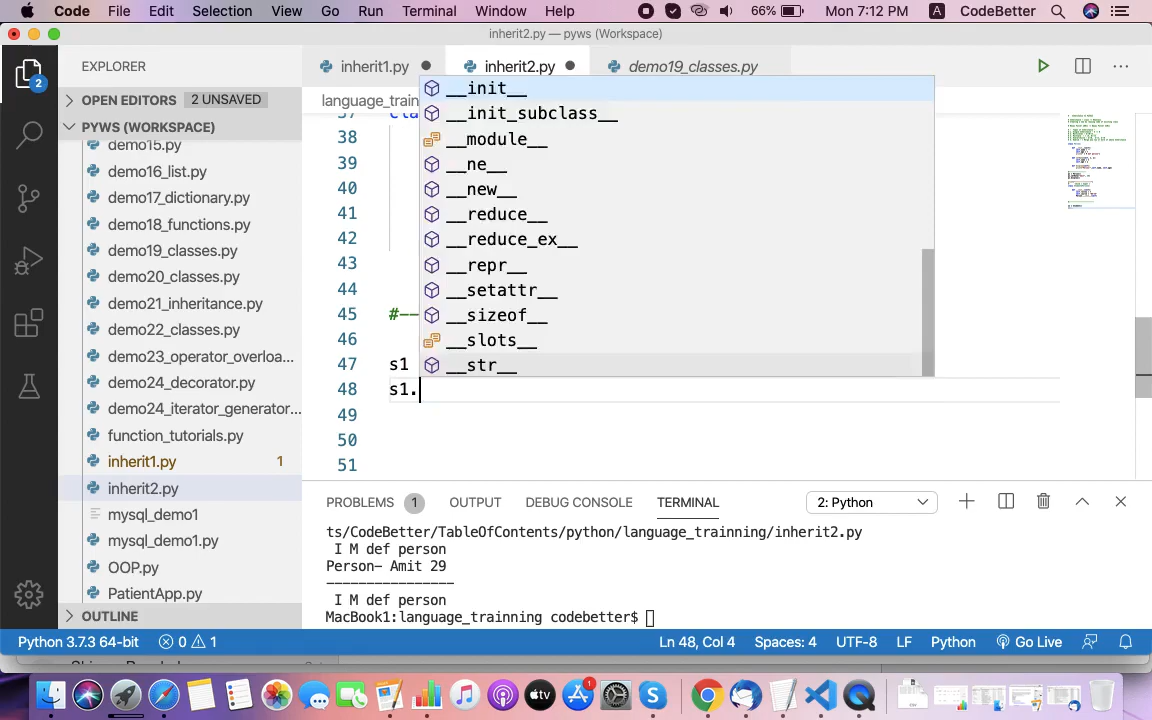 Code File Edit Selection View Go Run Terminal Window Help 66% Mon 7:12 PM A CodeBetter
inherit2.py — pyws (Workspace)
2
EXPLORER
OPEN EDITORS 2 UNSAVED
PYWS (WORKSPACE)
demo15.py
demo16_list.py
demo17_dictionary.py
demo18_functions.py
demo19_classes.py
demo20_classes.py
demo21_inheritance.py
demo22_classes.py
demo23_operator_overloa...
demo24_decorator.py
demo24_iterator_generator...
function_tutorials.py
inherit1.py 1
inherit2.py
mysql_demo1
mysql_demo1.py
OOP.py
PatientApp.py
OUTLINE
inherit1.py inherit2.py demo19_classes.py
language_train
37 cla
38
39
40
41
42
43
44
45 #--
46
47 s1
48 s1.
49
50
51
__init__
__init_subclass__
__module__
__ne__
__new__
__reduce__
__reduce_ex__
__repr__
__setattr__
__sizeof__
__slots__
__str__
PROBLEMS 1 OUTPUT DEBUG CONSOLE TERMINAL 2: Python
ts/CodeBetter/TableOfContents/python/language_trainning/inherit2.py
I M def person
Person- Amit 29
----------------
I M def person
MacBook1:language_trainning codebetter$
Python 3.7.3 64-bit 0 1 Ln 48, Col 4 Spaces: 4 UTF-8 LF Python Go Live
1
tv